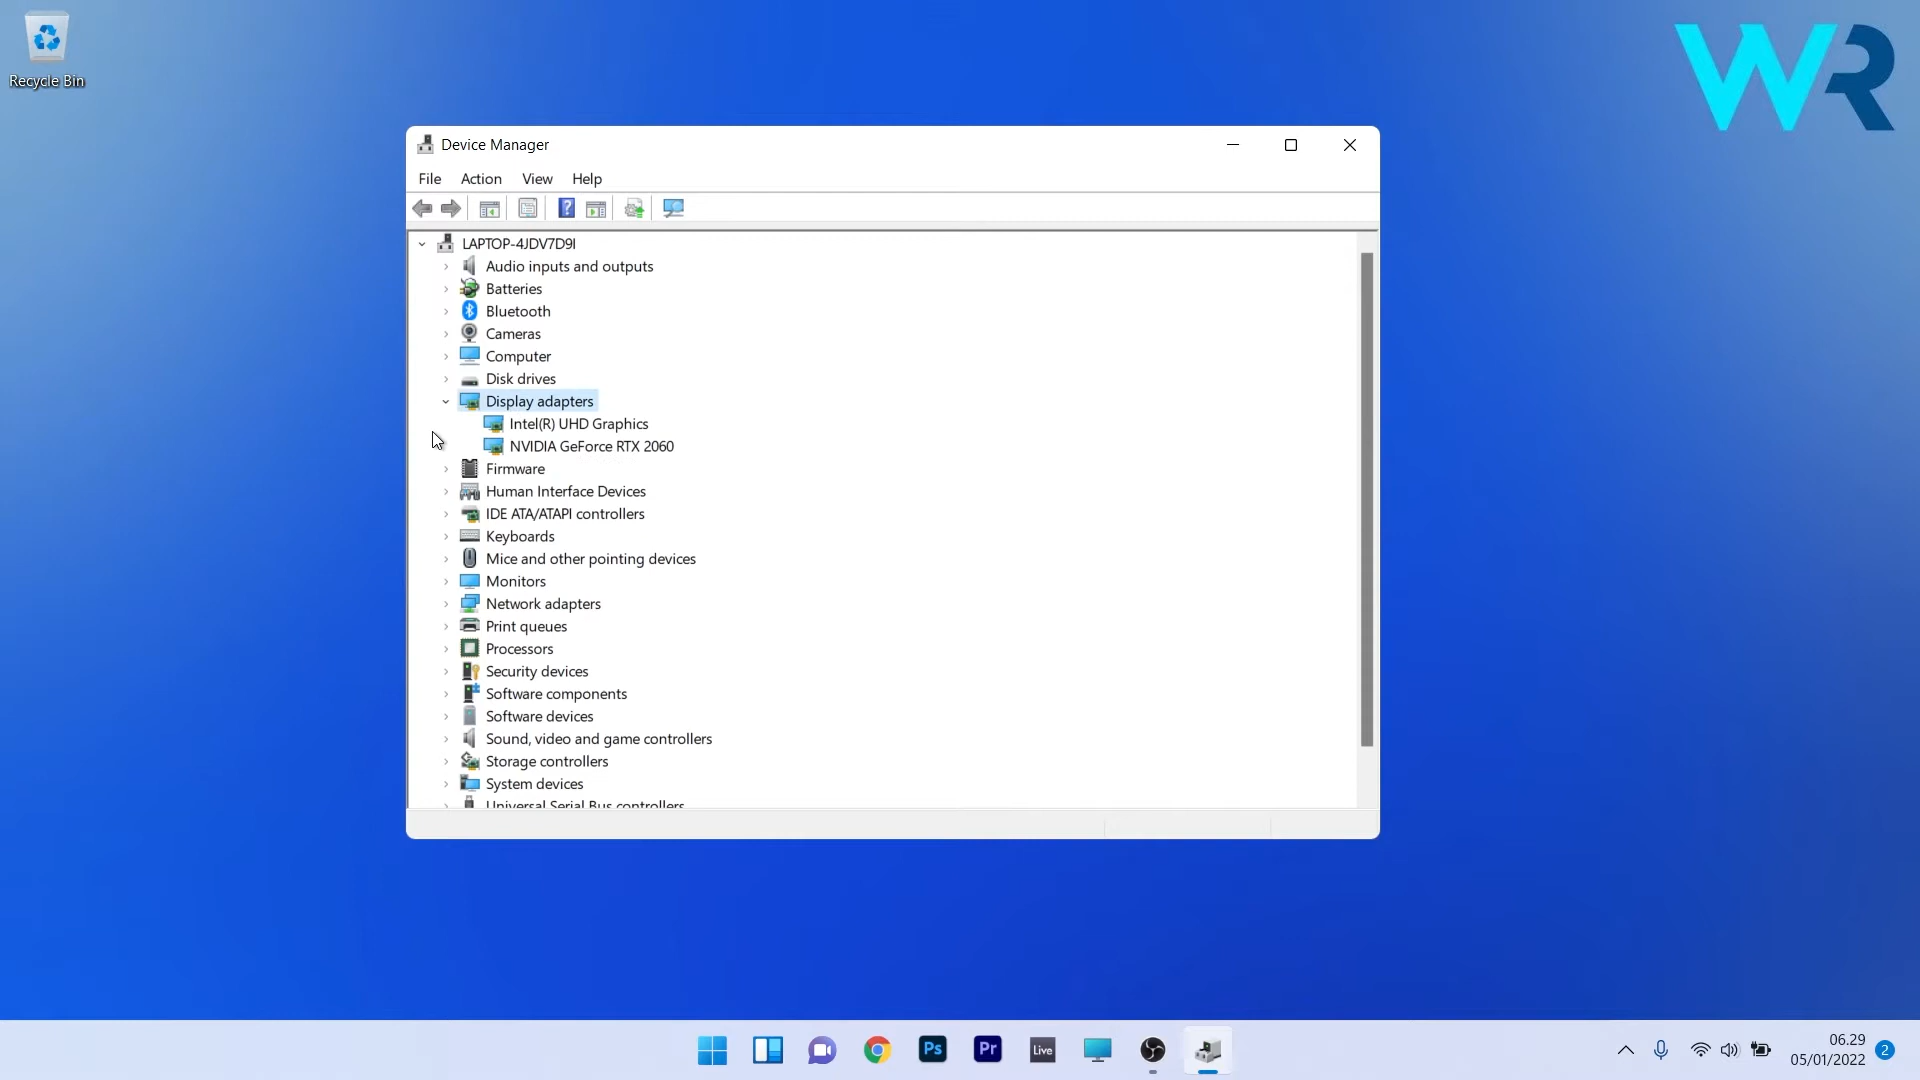 Recycle Bin
WR
Device Manager
File Action View Help
?
LAPTOP-4JDV7D9I
Audio inputs and outputs
Batteries
Bluetooth
Cameras
Computer
Disk drives
Display adapters
Intel(R) UHD Graphics
NVIDIA GeForce RTX 2060
Firmware
Human Interface Devices
IDE ATA/ATAPI controllers
Keyboards
Mice and other pointing devices
Monitors
Network adapters
Print queues
Processors
Security devices
Software components
Software devices
Sound, video and game controllers
Storage controllers
System devices
Universal Serial Bus controllers
Ps Pr Live
06.29
05/01/2022 2